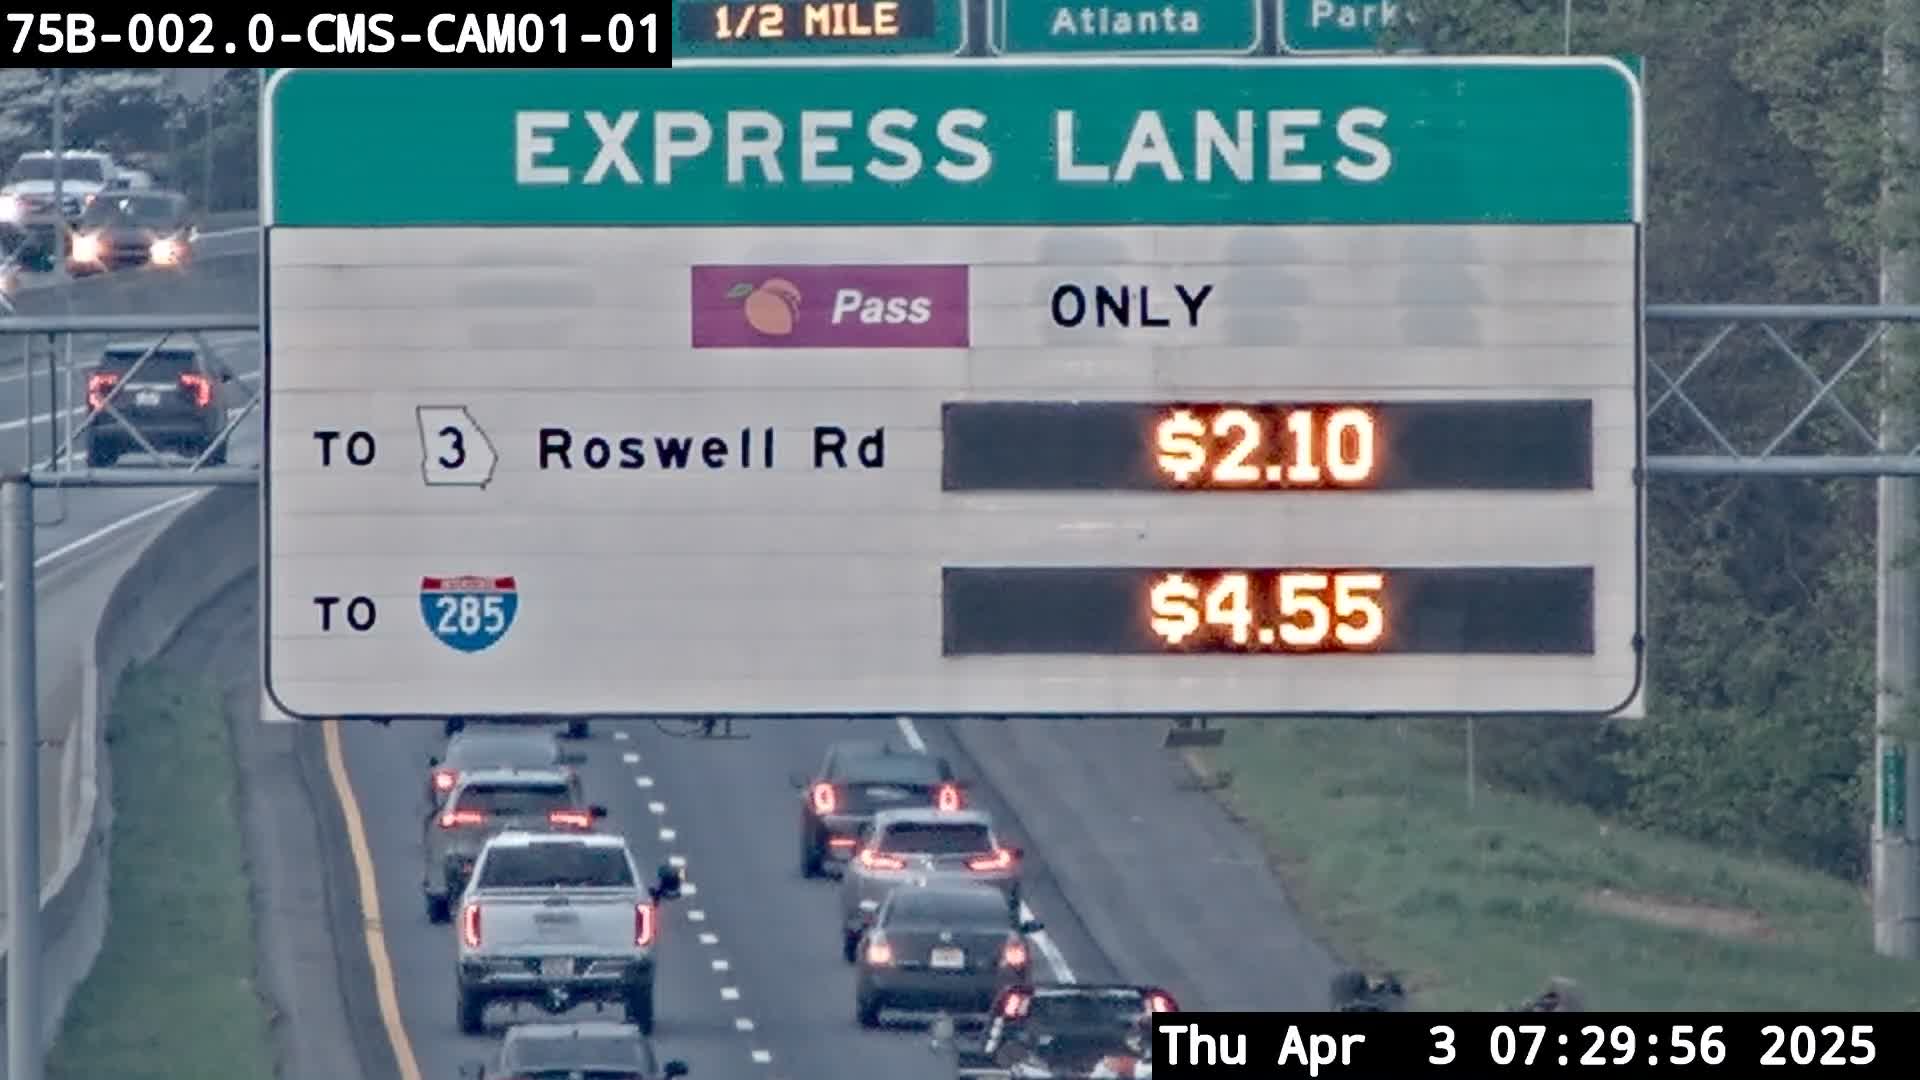 75B-002.0-CMS-CAM01-01
1/2 MILE
Atlanta
Park
EXPRESS LANES
Pass ONLY
TO 3 Roswell Rd $2.10
TO 285 $4.55
Thu Apr 3 07:29:56 2025